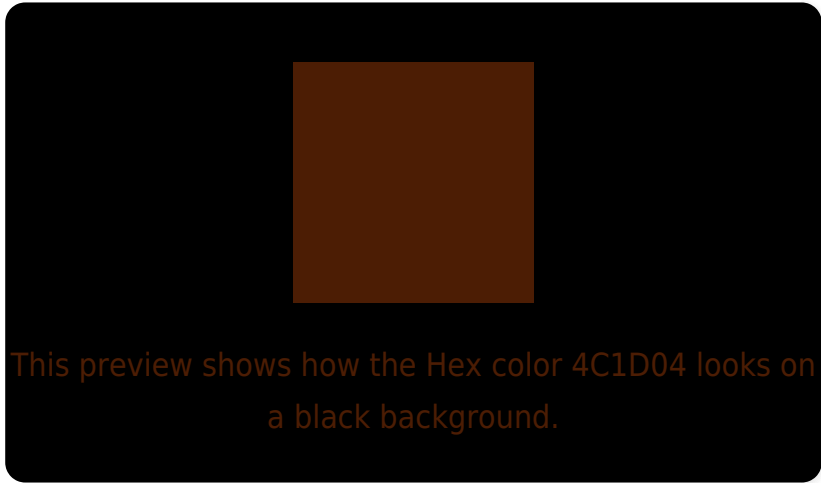 This preview shows how the Hex color 4C1D04 looks on
a black background.